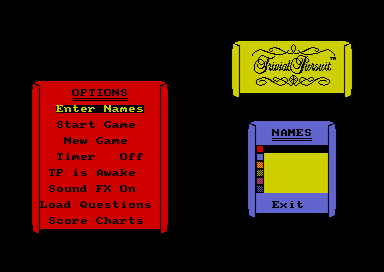 Trivial Pursuit™
OPTIONS
Enter Names
Start Game
New Game
Timer Off
TP is Awake
Sound FX On
Load Questions
Score Charts
NAMES
Exit